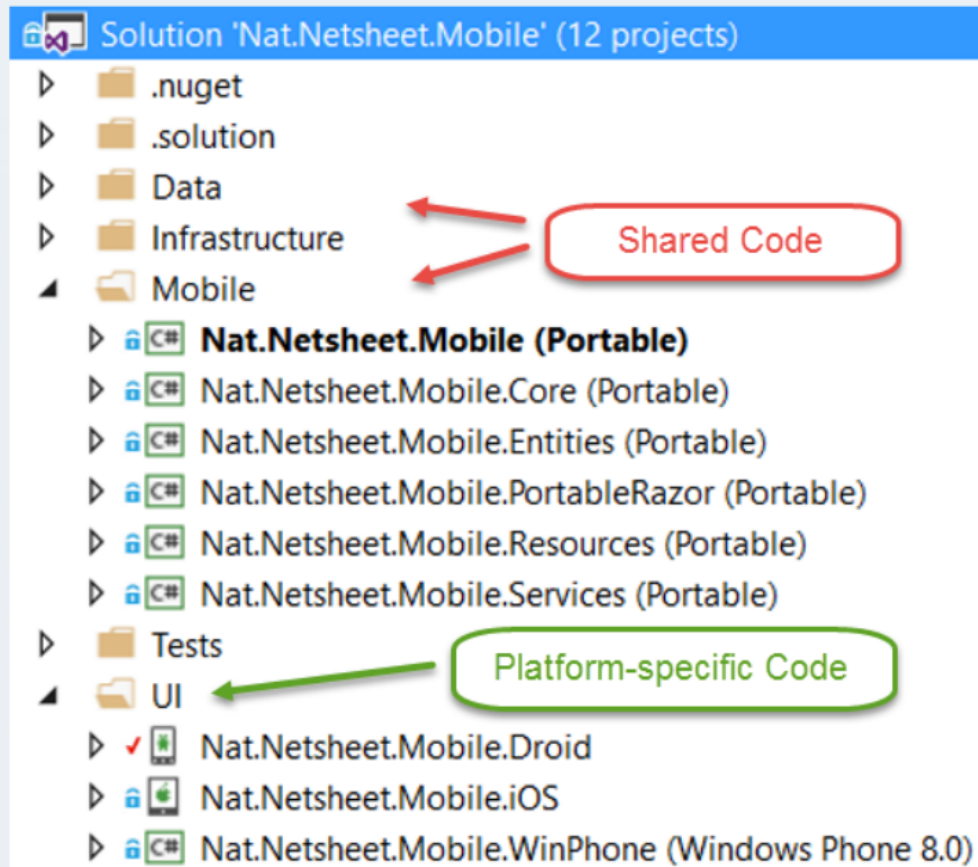 Solution 'Nat.Netsheet.Mobile' (12 projects)
.nuget
.solution
Data
Infrastructure
Shared Code
Mobile
C# Nat.Netsheet.Mobile (Portable)
C# Nat.Netsheet.Mobile.Core (Portable)
C# Nat.Netsheet.Mobile.Entities (Portable)
C# Nat.Netsheet.Mobile.PortableRazor (Portable)
C# Nat.Netsheet.Mobile.Resources (Portable)
C# Nat.Netsheet.Mobile.Services (Portable)
Tests
Platform-specific Code
UI
Nat.Netsheet.Mobile.Droid
Nat.Netsheet.Mobile.iOS
C# Nat.Netsheet.Mobile.WinPhone (Windows Phone 8.0)